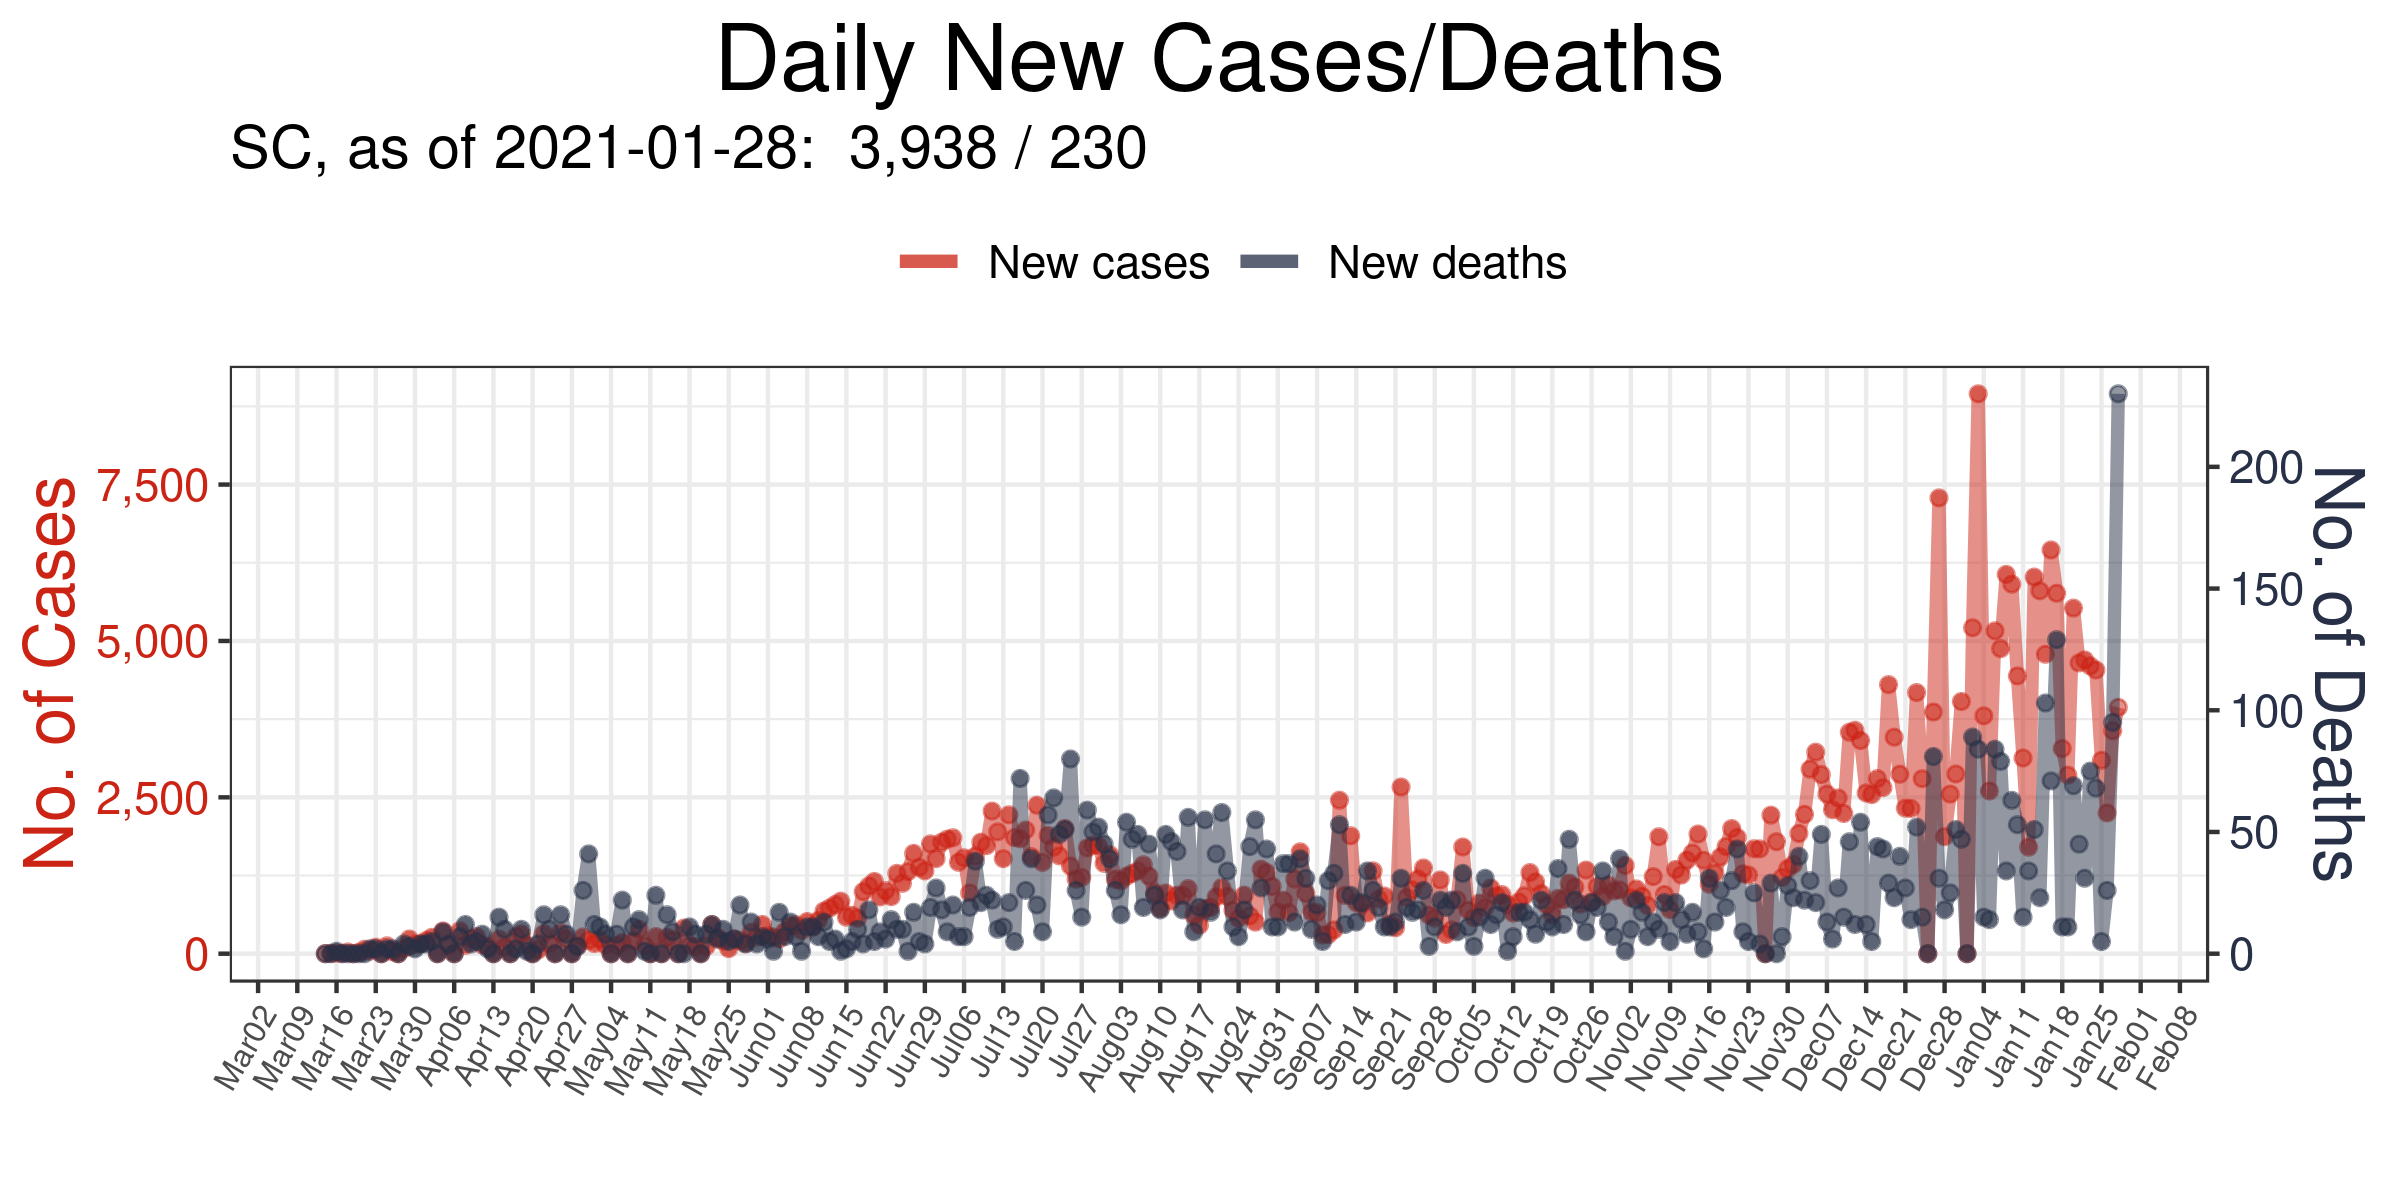 Daily New Cases/Deaths
SC, as of 2021-01-28:  3,938 / 230
New cases
New deaths
No. of Cases
7,500
5,000
2,500
0
No. of Deaths
200
150
100
50
0
Mar02
Mar09
Mar16
Mar23
Mar30
Apr06
Apr13
Apr20
Apr27
May04
May11
May18
May25
Jun01
Jun08
Jun15
Jun22
Jun29
Jul06
Jul13
Jul20
Jul27
Aug03
Aug10
Aug17
Aug24
Aug31
Sep07
Sep14
Sep21
Sep28
Oct05
Oct12
Oct19
Oct26
Nov02
Nov09
Nov16
Nov23
Nov30
Dec07
Dec14
Dec21
Dec28
Jan04
Jan11
Jan18
Jan25
Feb01
Feb08